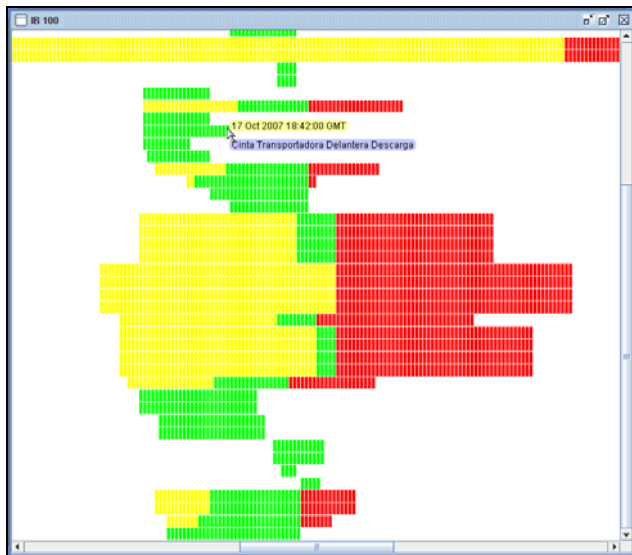 IB 100
17 Oct 2007 18:42:00 GMT
Cinta Transportadora Delantera Descarga